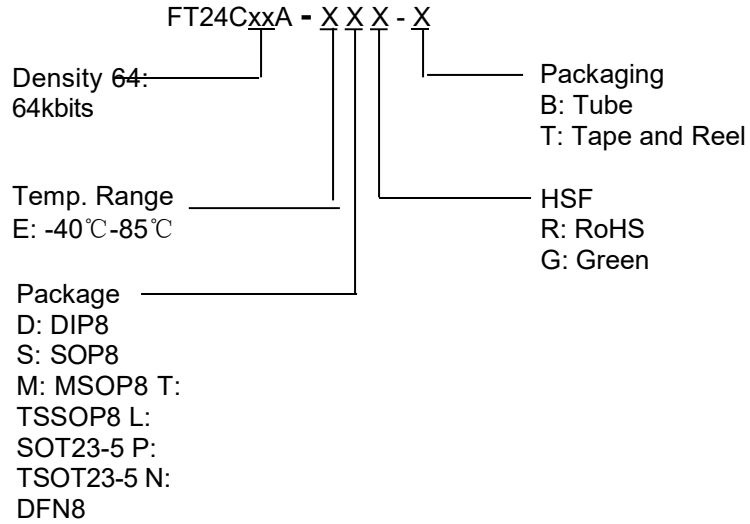 FT24CxxA - X X X - X
Density 64:
64kbits
Packaging
B: Tube
T: Tape and Reel
Temp. Range
E: -40℃-85℃
HSF
R: RoHS
G: Green
Package
D: DIP8
S: SOP8
M: MSOP8 T:
TSSOP8 L:
SOT23-5 P:
TSOT23-5 N:
DFN8